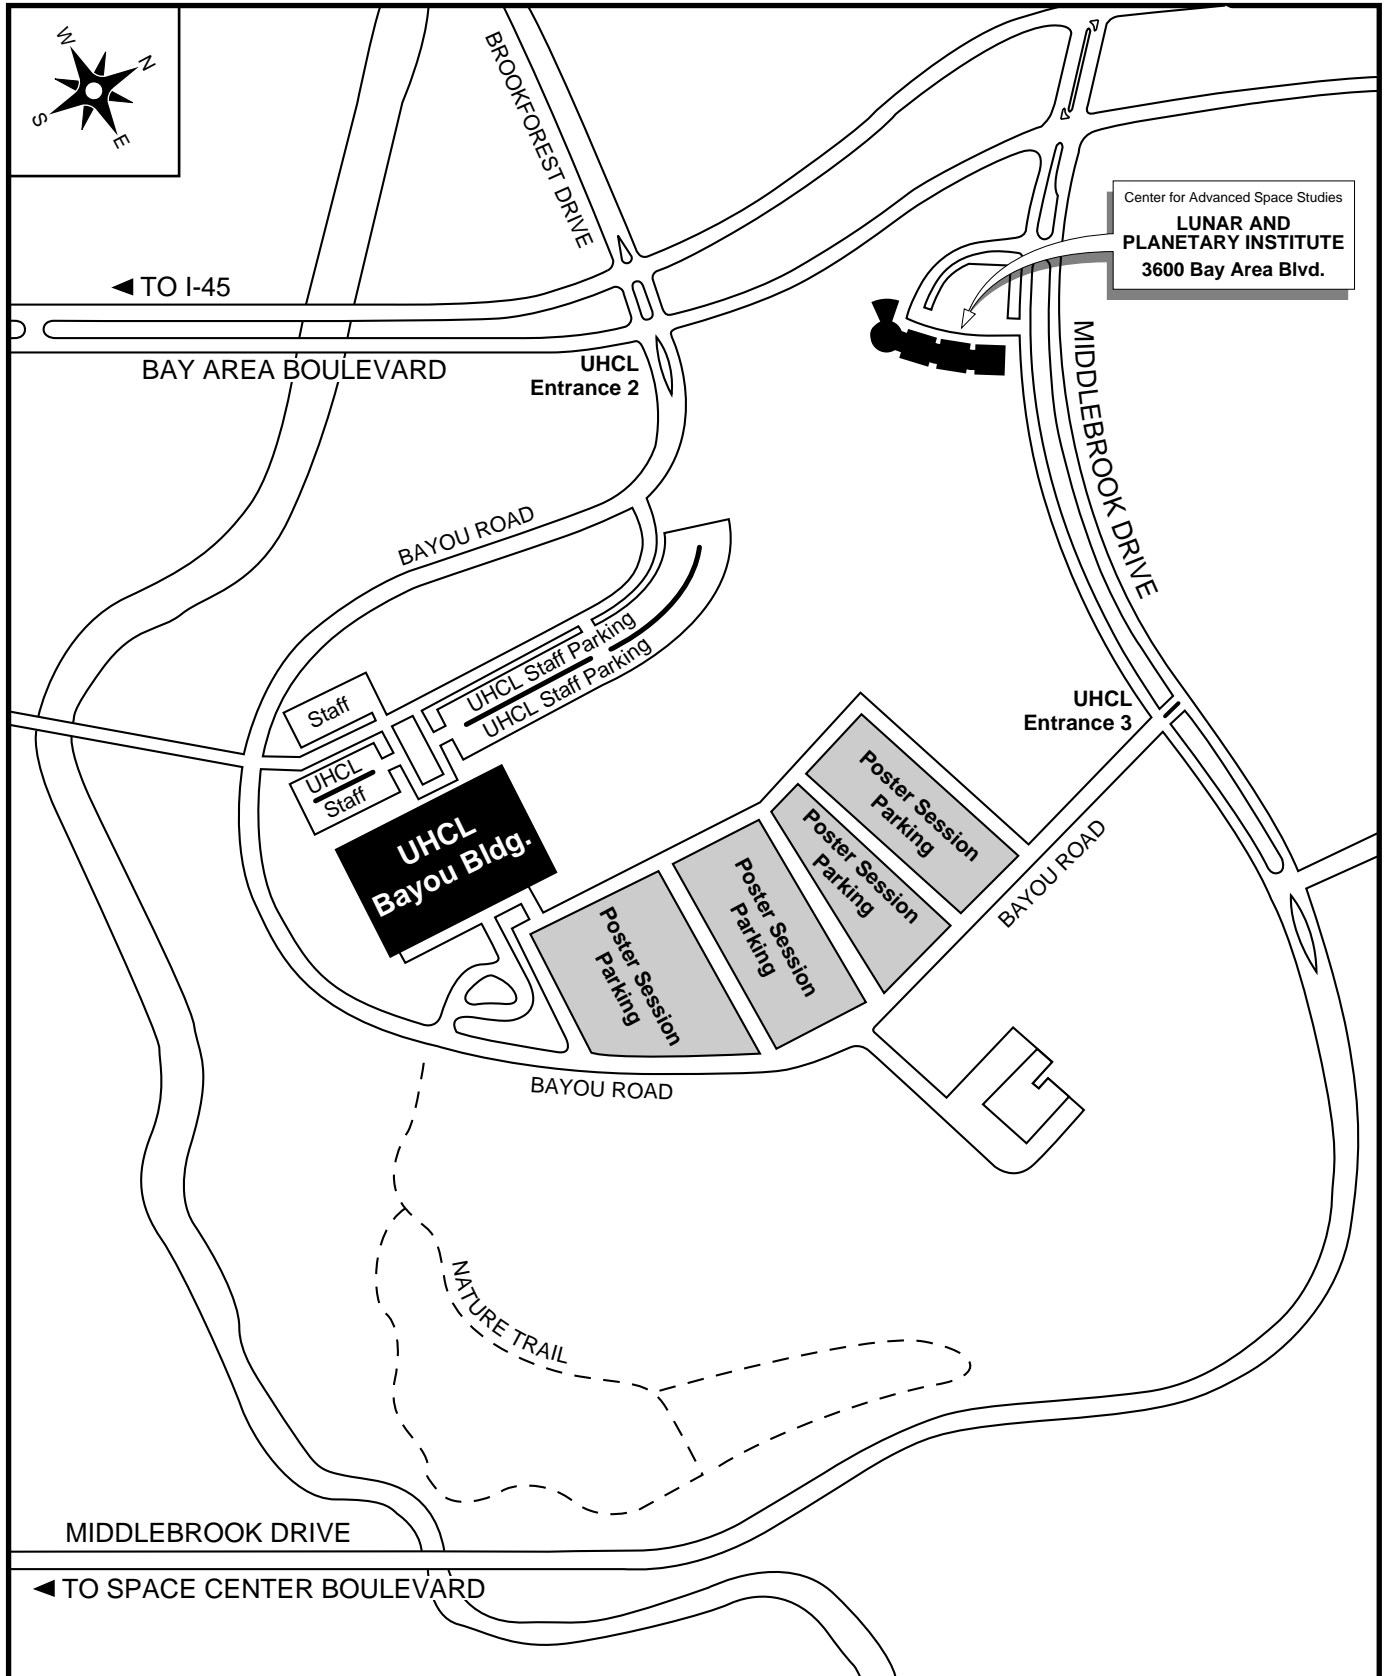 W
N
S
E
BROOKFOREST DRIVE
Center for Advanced Space Studies
LUNAR AND
PLANETARY INSTITUTE
3600 Bay Area Blvd.
◄ TO I-45
BAY AREA BOULEVARD
UHCL
Entrance 2
MIDDLEBROOK DRIVE
BAYOU ROAD
UHCL Staff Parking
UHCL Staff Parking
Staff
UHCL
Staff
UHCL
Entrance 3
UHCL
Bayou Bldg.
Poster Session
Parking
Poster Session
Parking
Poster Session
Parking
Poster Session
Parking
BAYOU ROAD
BAYOU ROAD
NATURE TRAIL
MIDDLEBROOK DRIVE
◄ TO SPACE CENTER BOULEVARD